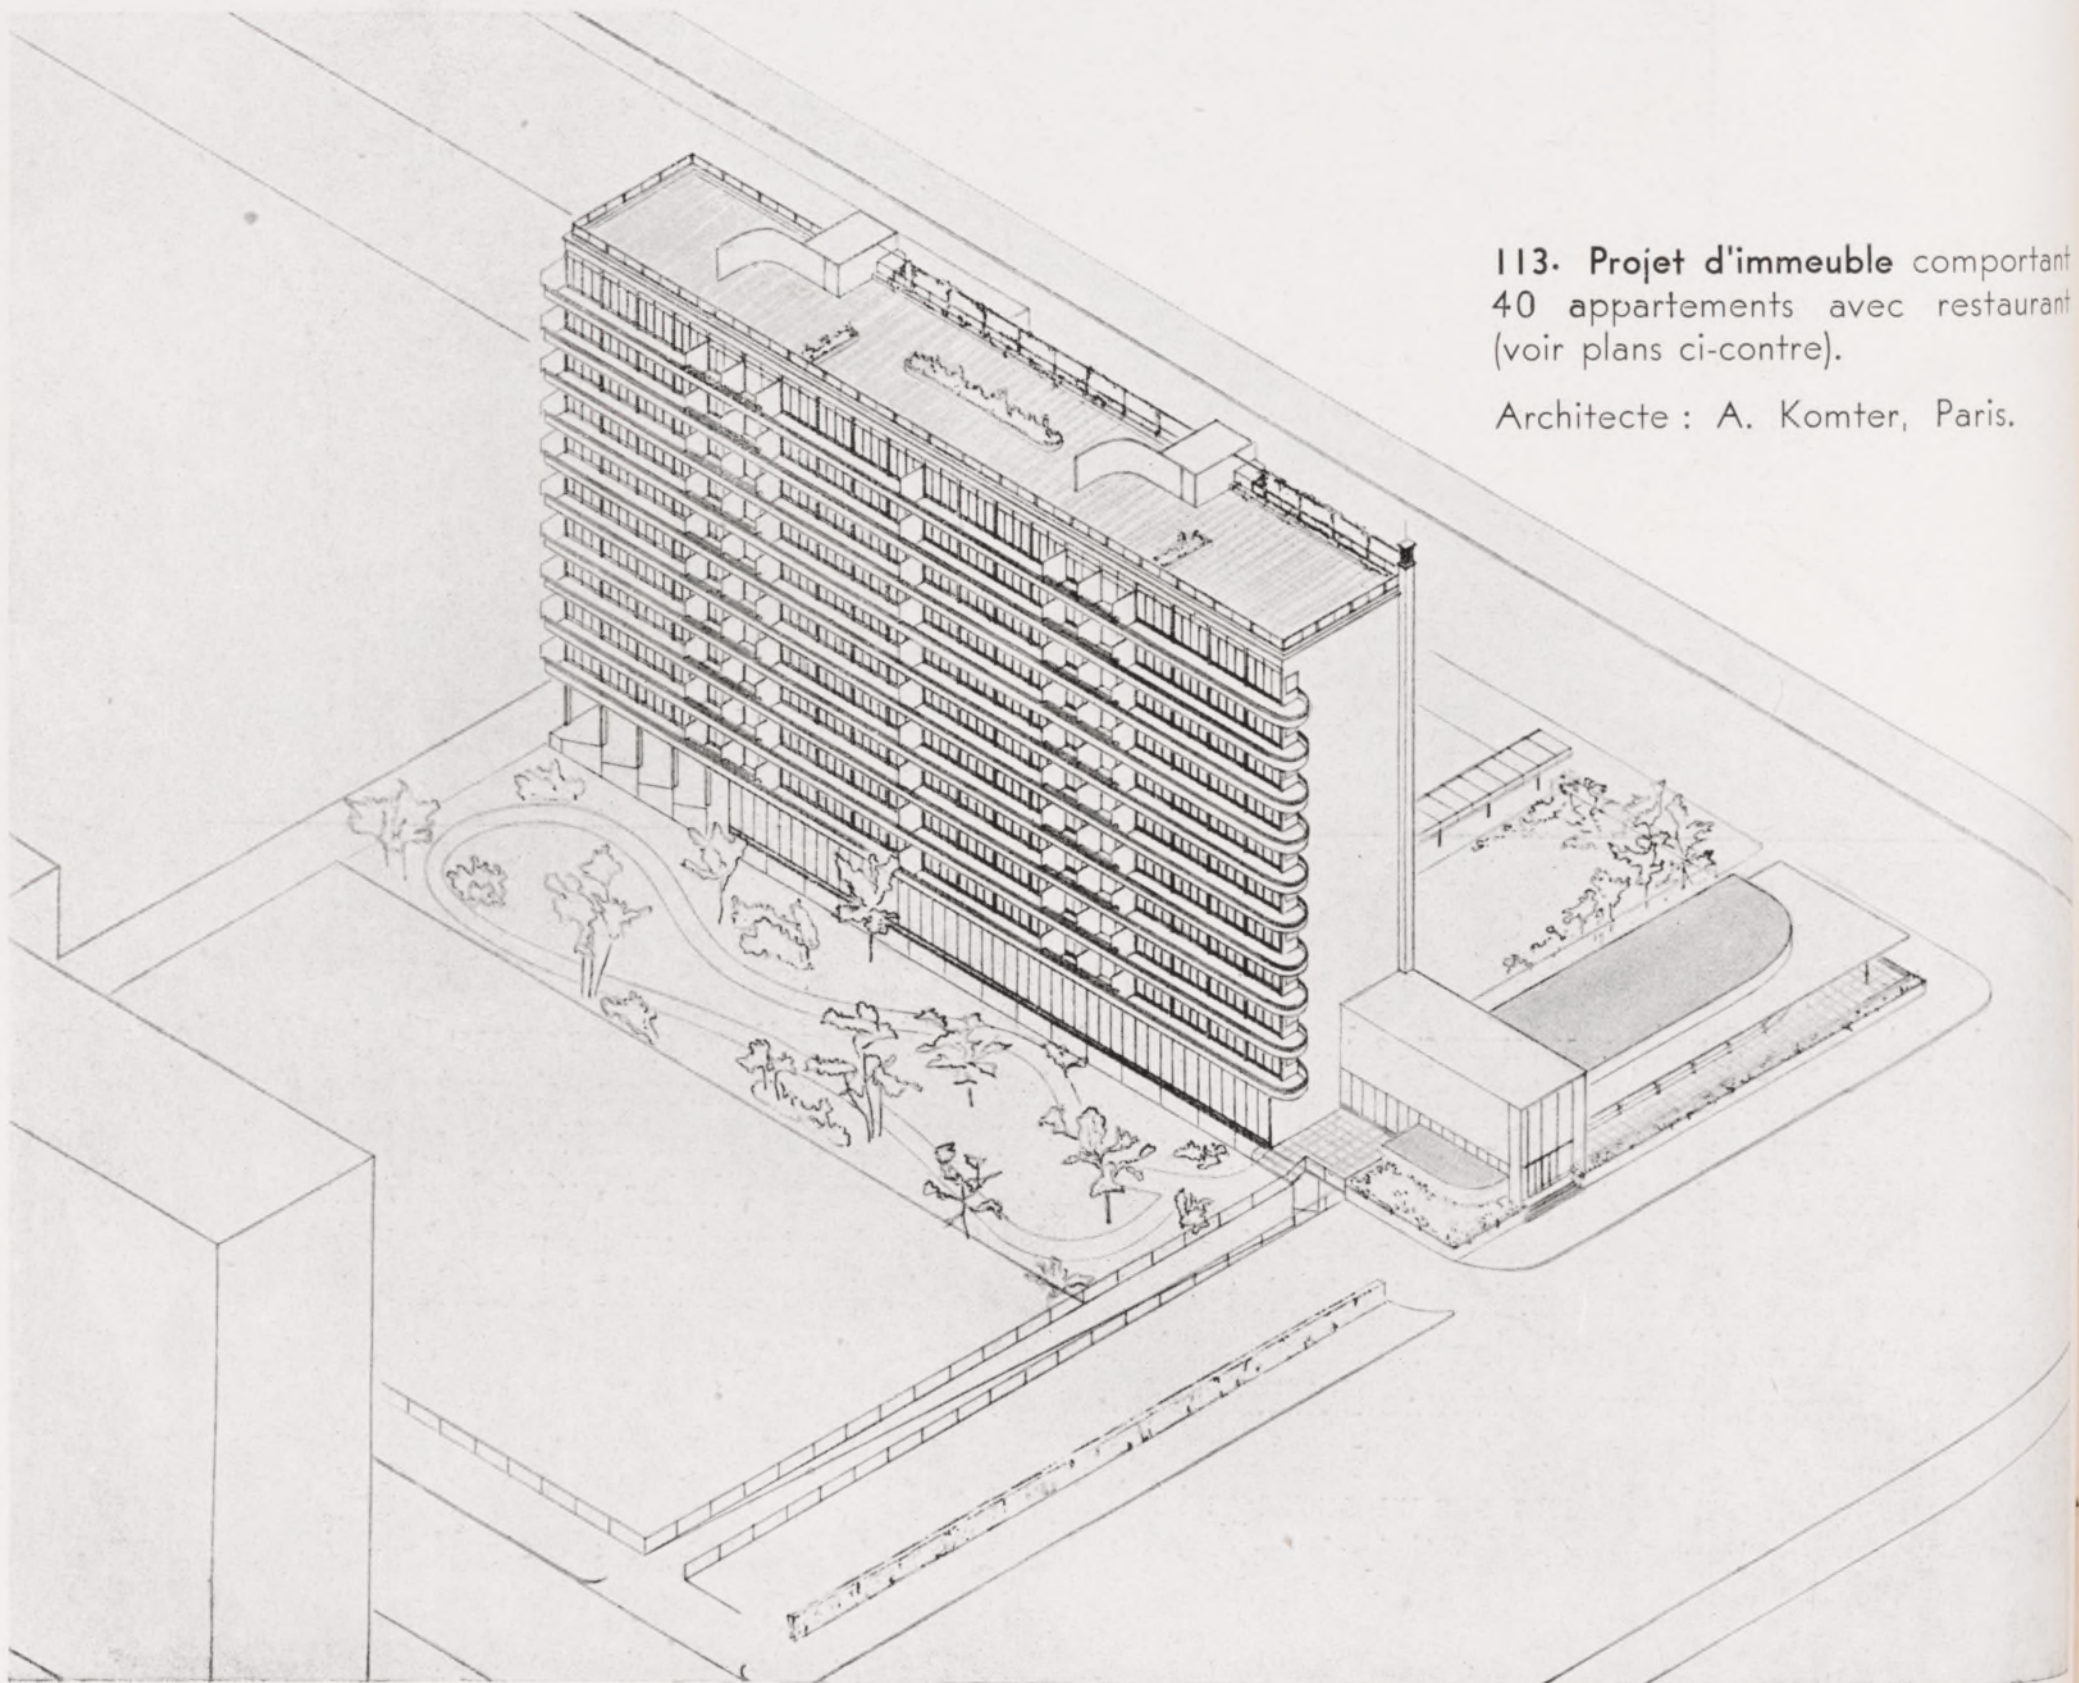 113. Projet d'immeuble comportant
40 appartements avec restaurant
(voir plans ci-contre).
Architecte : A. Komter, Paris.